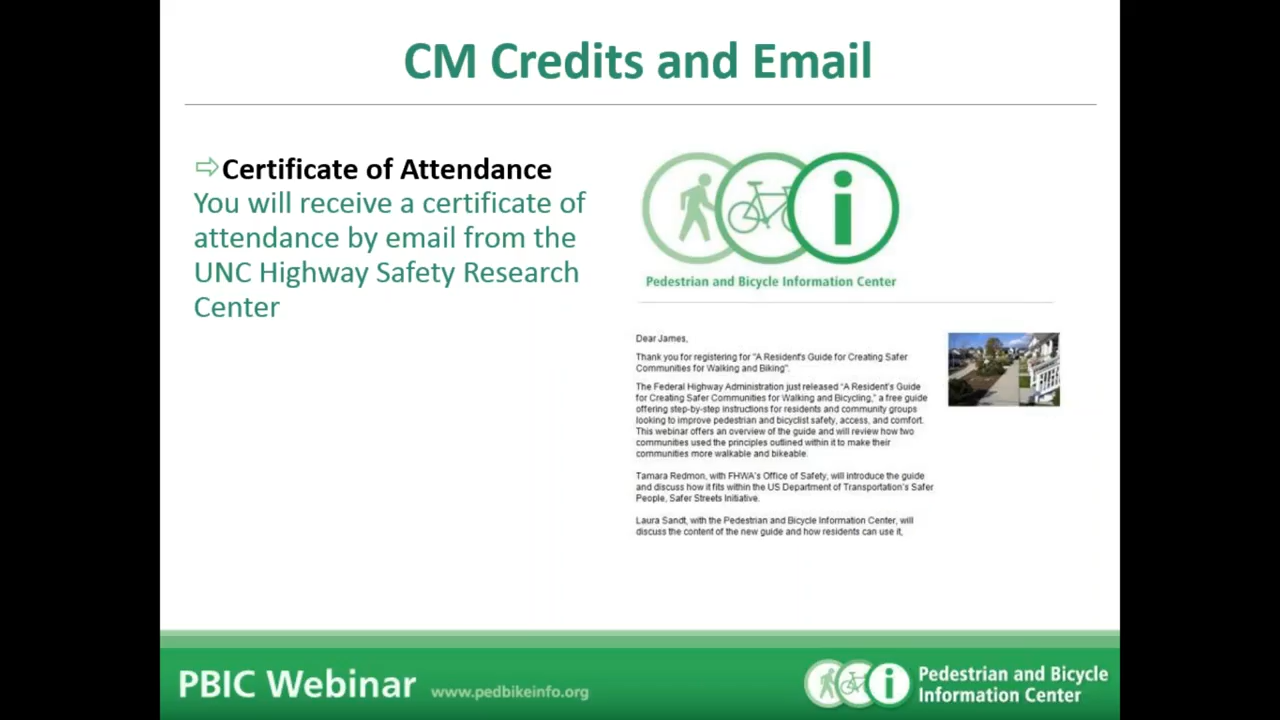 CM Credits and Email
⇨Certificate of Attendance
You will receive a certificate of
attendance by email from the
UNC Highway Safety Research
Center
i
Pedestrian and Bicycle Information Center
Dear James,
Thank you for registering for "A Resident's Guide for Creating Safer
Communities for Walking and Biking".
The Federal Highway Administration just released "A Resident's Guide
for Creating Safer Communities for Walking and Bicycling," a free guide
offering step-by-step instructions for residents and community groups
looking to improve pedestrian and bicyclist safety, access, and comfort.
This webinar offers an overview of the guide and will review how two
communities used the principles outlined within it to make their
communities more walkable and bikeable.
Tamara Redmon, with FHWA's Office of Safety, will introduce the guide
and discuss how it fits within the US Department of Transportation's Safer
People, Safer Streets Initiative.
Laura Sandt, with the Pedestrian and Bicycle Information Center, will
discuss the content of the new guide and how residents can use it,
PBIC Webinar www.pedbikeinfo.org
i
Pedestrian and Bicycle
Information Center